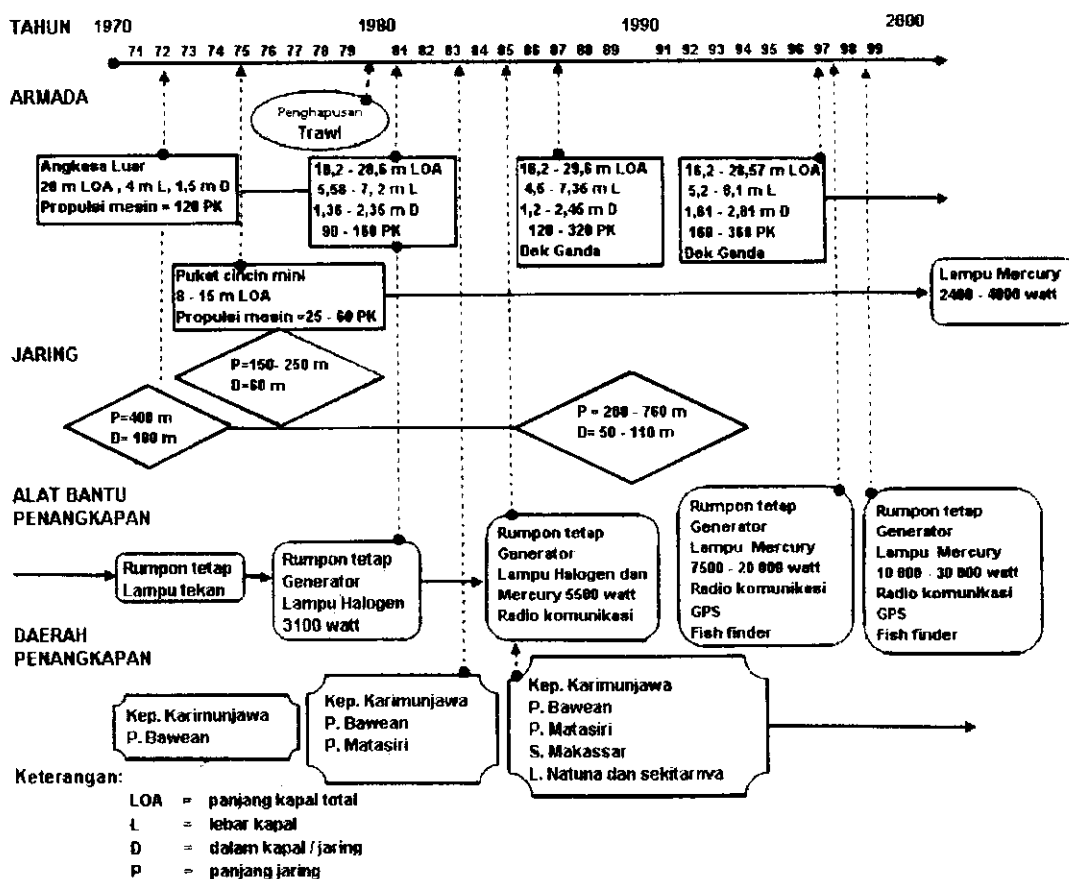 TAHUN 1970 1980 1990 2000
71 72 73 74 75 76 77 78 79 81 82 83 84 85 86 87 88 89 91 92 93 94 95 96 97 98 99
ARMADA
Penghapusan
Trawl
Angkasa Luar
20 m LOA , 4 m L, 1,5 m D
Propulsi mesin = 120 PK
16,2 - 20,6 m LOA
5,58 - 7, 2 m L
1,35 - 2,35 m D
90 - 160 PK
16,2 - 29,6 m LOA
4,5 - 7,35 m L
1,2 - 2,45 m D
120 - 320 PK
Dek Ganda
16,2 - 28,57 m LOA
5,2 - 8,1 m L
1,81 - 2,81 m D
160 - 360 PK
Dek Ganda
Puket cincin mini
8 - 15 m LOA
Propulsi mesin =25 - 60 PK
Lampu Mercury
2400 - 4000 watt
JARING
P=150- 250 m
D=60 m
P=400 m
D= 100 m
P = 280 - 760 m
D= 50 - 110 m
ALAT BANTU
PENANGKAPAN
Rumpon tetap
Lampu tekan
Rumpon tetap
Generator
Lampu Halogen
3100 watt
Rumpon tetap
Generator
Lampu Halogen dan
Mercury 5500 watt
Radio komunikasi
Rumpon tetap
Generator
Lampu Mercury
7500 - 20 000 watt
Radio komunikasi
GPS
Fish finder
Rumpon tetap
Generator
Lampu Mercury
10 000 - 30 000 watt
Radio komunikasi
GPS
Fish finder
DAERAH
PENANGKAPAN
Kep. Karimunjawa
P. Bawean
Kep. Karimunjawa
P. Bawean
P. Matasiri
Kep. Karimunjawa
P. Bawean
P. Matasiri
S. Makassar
L. Natuna dan sekitarnya
Keterangan:
LOA = panjang kapal total
L = lebar kapal
D = dalam kapal / jaring
P = panjang jaring